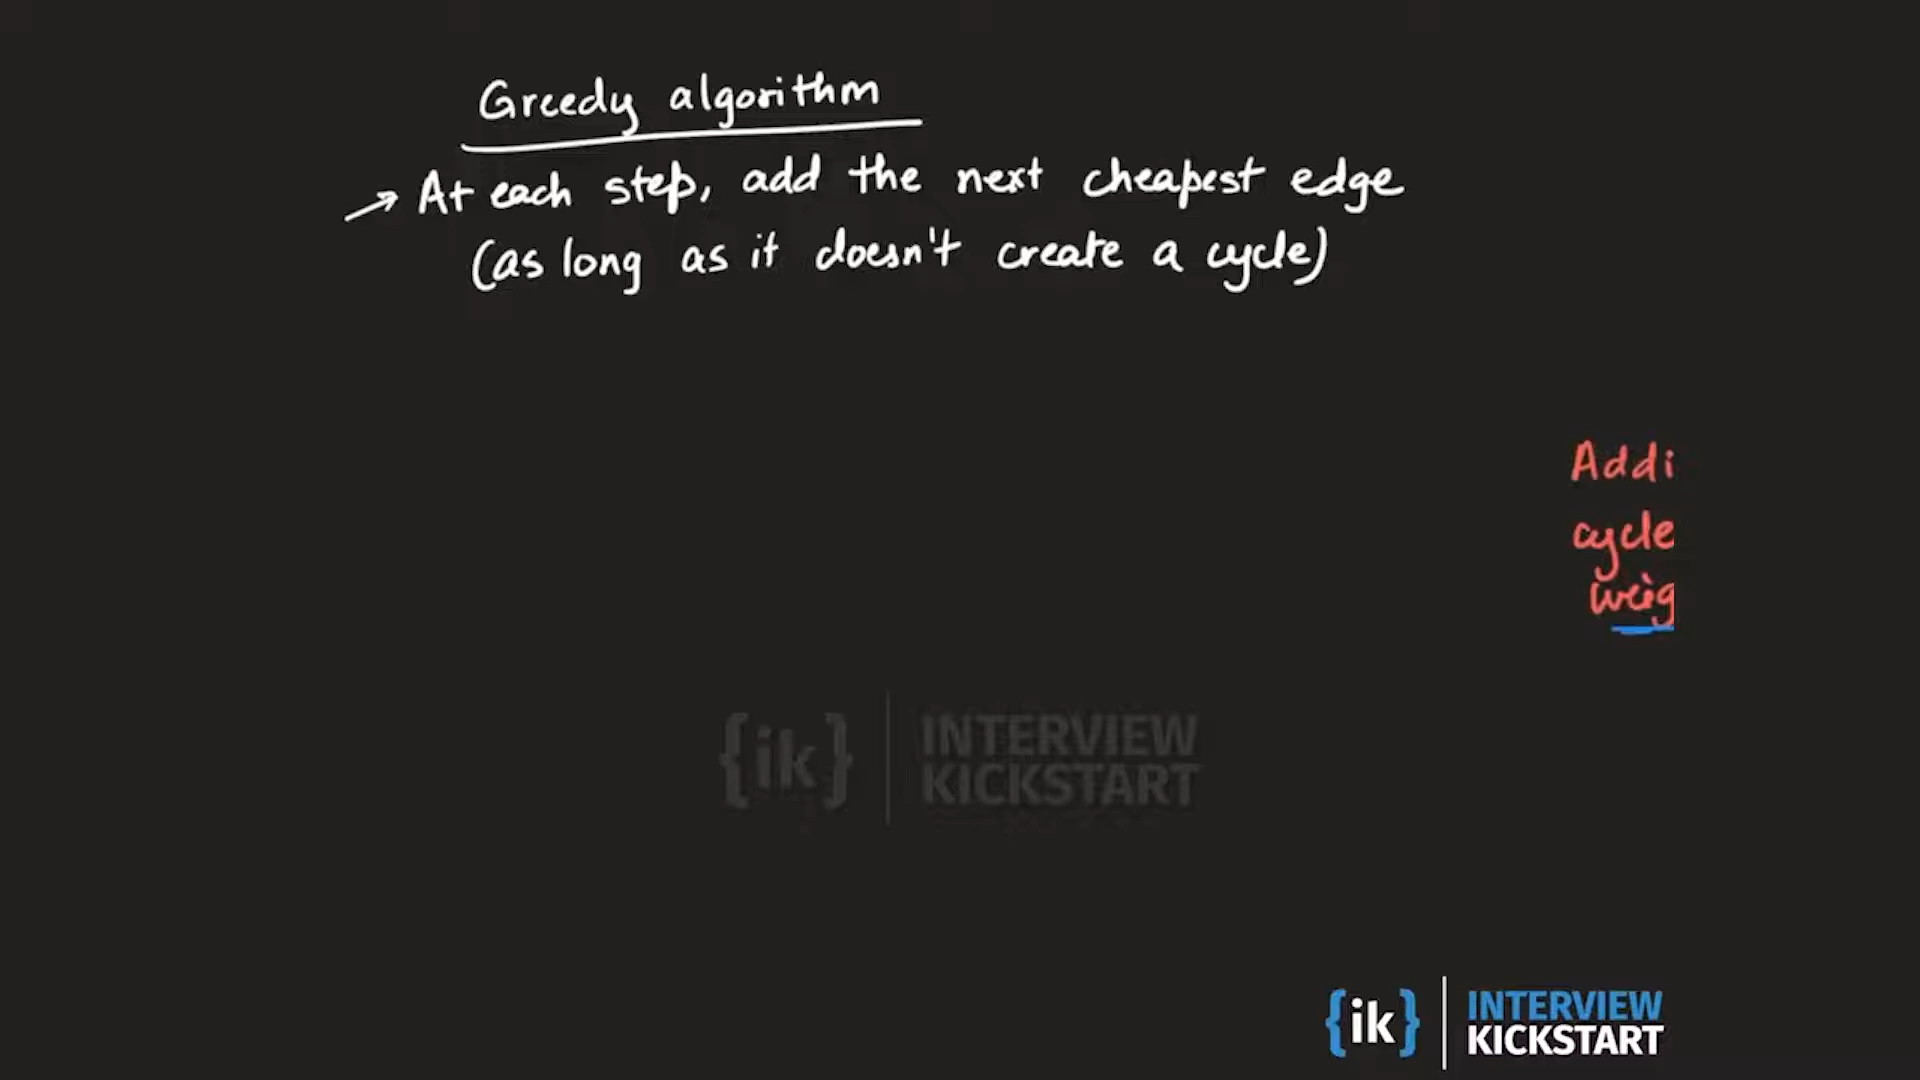 Greedy algorithm
→ At each step, add the next cheapest edge
(as long as it doesn't create a cycle)
Addi
cycle
weig
{ik} INTERVIEW
KICKSTART
{ik} INTERVIEW
KICKSTART